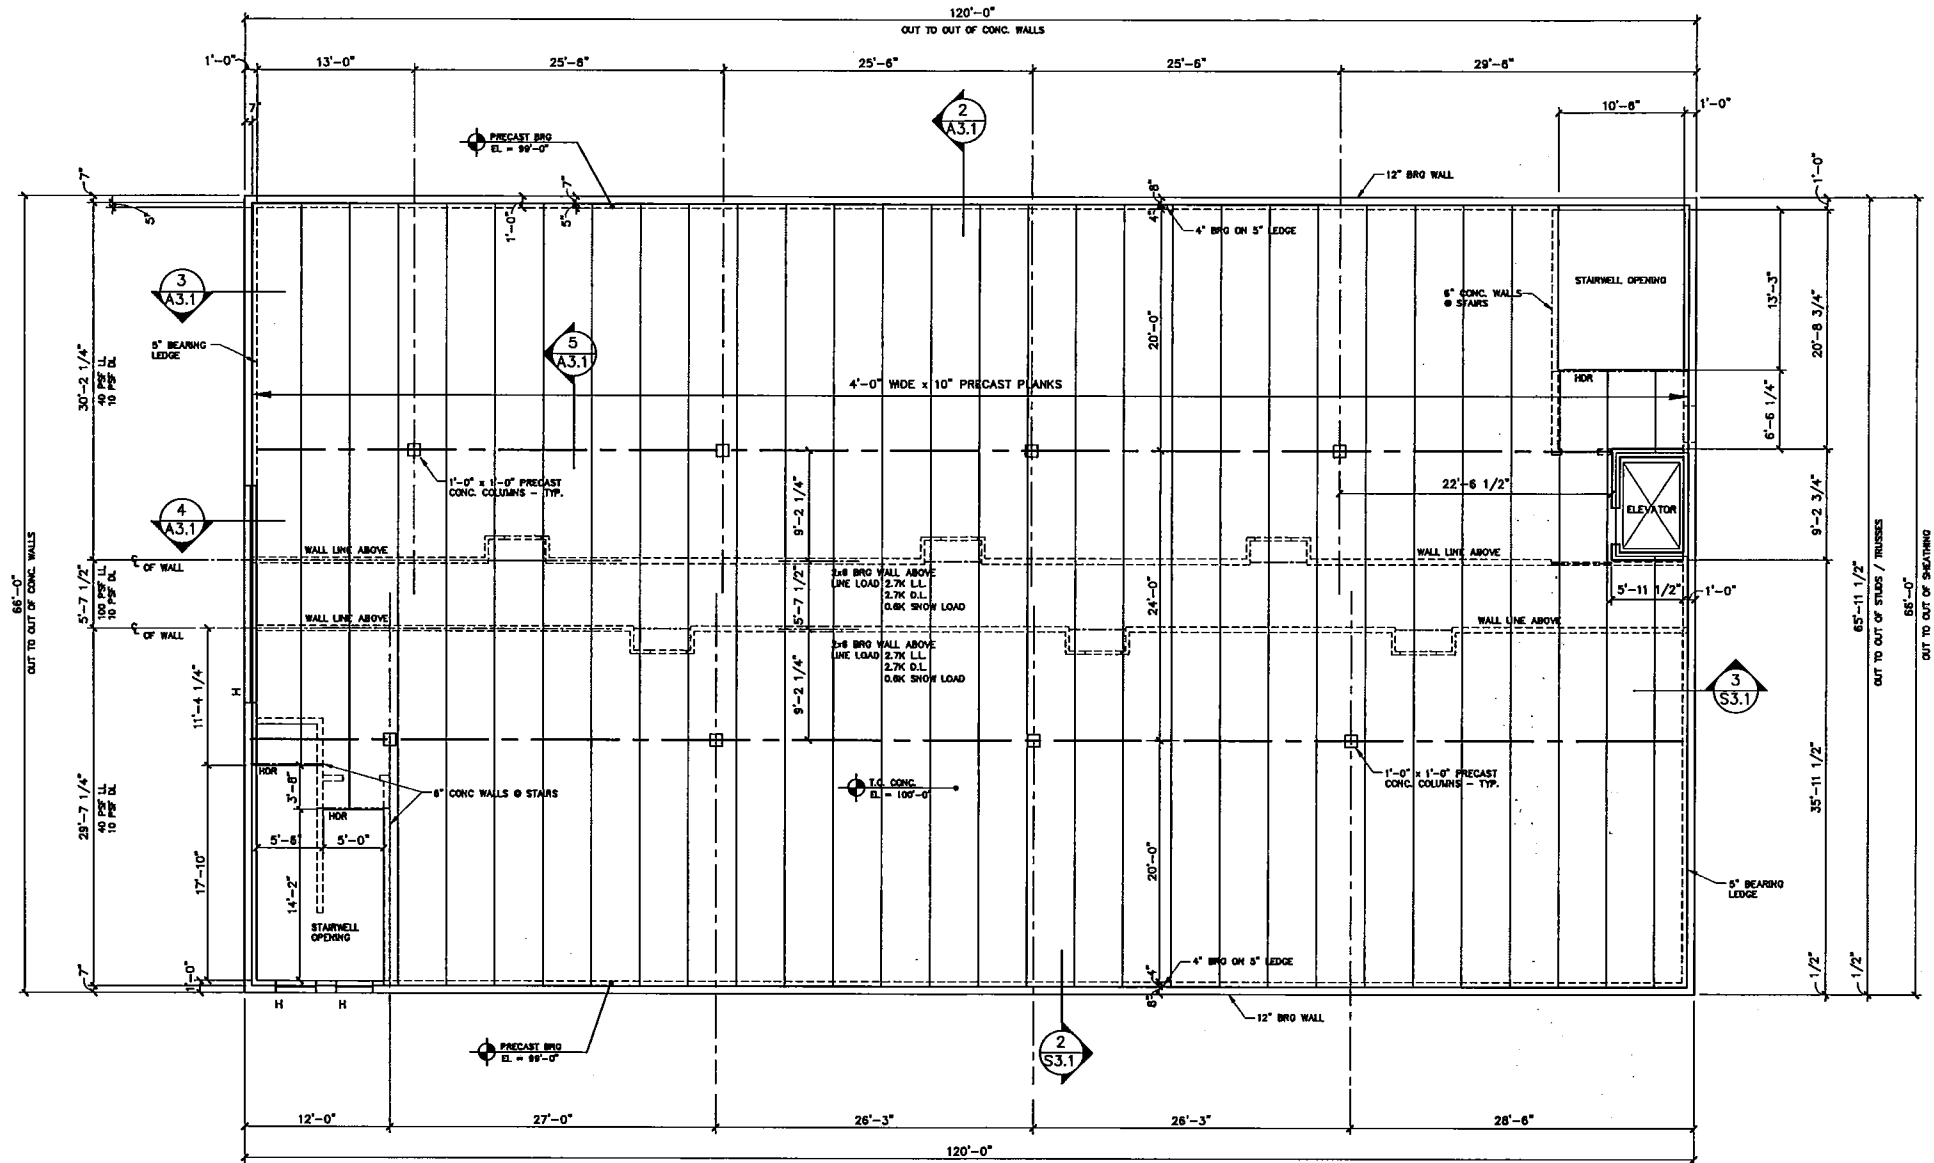 120'-0"
OUT TO OUT OF CONC. WALLS
1'-0"
13'-0"
25'-6"
25'-6"
25'-6"
29'-6"
7"
10'-6"
1'-0"
2
A3.1
PRECAST BRG
EL = 99'-0"
12" BRG WALL
7"
5"
1'-0"
5"
7"
8"
4"
4" BRG ON 5" LEDGE
1'-0"
3
A3.1
5" BEARING
LEDGE
5
A3.1
20'-0"
6" CONC. WALLS
@ STAIRS
STAIRWELL OPENING
13'-3"
20'-8 3/4"
30'-2 1/4"
40 PSF LL
10 PSF DL
4'-0" WIDE x 10" PRECAST PLANKS
HDR
6'-6 1/4"
1'-0" x 1'-0" PRECAST
CONC. COLUMNS - TYP.
9'-2 1/4"
22'-6 1/2"
ELEVATOR
9'-2 3/4"
4
A3.1
℄ OF WALL
WALL LINE ABOVE
WALL LINE ABOVE
2x6 BRG WALL ABOVE
LINE LOAD 2.7K L.L.
2.7K D.L.
0.6K SNOW LOAD
5'-7 1/2"
24'-0"
5'-11 1/2"
1'-0"
66'-0"
OUT TO OUT OF CONC. WALLS
5'-7 1/2"
100 PSF LL
10 PSF DL
65'-11 1/2"
OUT TO OUT OF STUDS / TRUSSES
66'-0"
OUT TO OUT OF SHEATHING
℄ OF WALL
WALL LINE ABOVE
WALL LINE ABOVE
2x6 BRG WALL ABOVE
LINE LOAD 2.7K L.L.
2.7K D.L.
0.6K SNOW LOAD
9'-2 1/4"
11'-4 1/4"
H
3
S3.1
29'-7 1/4"
40 PSF LL
10 PSF DL
HDR
3'-8"
6" CONC WALLS @ STAIRS
T.O. CONC.
EL = 100'-0"
1'-0" x 1'-0" PRECAST
CONC. COLUMNS - TYP.
35'-11 1/2"
HDR
5'-6"
5'-0"
17'-10"
14'-2"
20'-0"
5" BEARING
LEDGE
STAIRWELL
OPENING
7"
1'-0"
4"
8"
4" BRG ON 5" LEDGE
1/2"
1/2"
H
H
12" BRG WALL
PRECAST BRG
EL = 99'-0"
2
S3.1
12'-0"
27'-0"
26'-3"
26'-3"
28'-6"
120'-0"